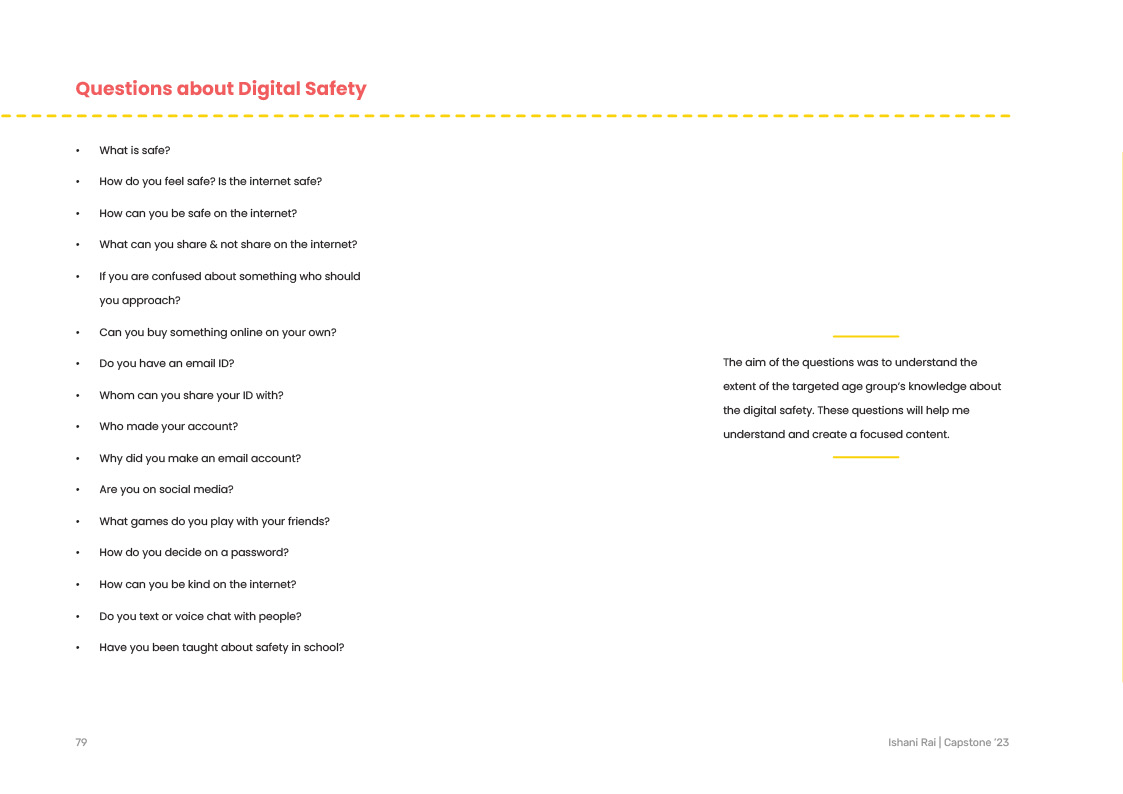 Questions about Digital Safety
• What is safe?
• How do you feel safe? Is the internet safe?
• How can you be safe on the internet?
• What can you share & not share on the internet?
• If you are confused about something who should
you approach?
• Can you buy something online on your own?
• Do you have an email ID?
• Whom can you share your ID with?
• Who made your account?
• Why did you make an email account?
• Are you on social media?
• What games do you play with your friends?
• How do you decide on a password?
• How can you be kind on the internet?
• Do you text or voice chat with people?
• Have you been taught about safety in school?
The aim of the questions was to understand the
extent of the targeted age group's knowledge about
the digital safety. These questions will help me
understand and create a focused content.
79
Ishani Rai | Capstone '23